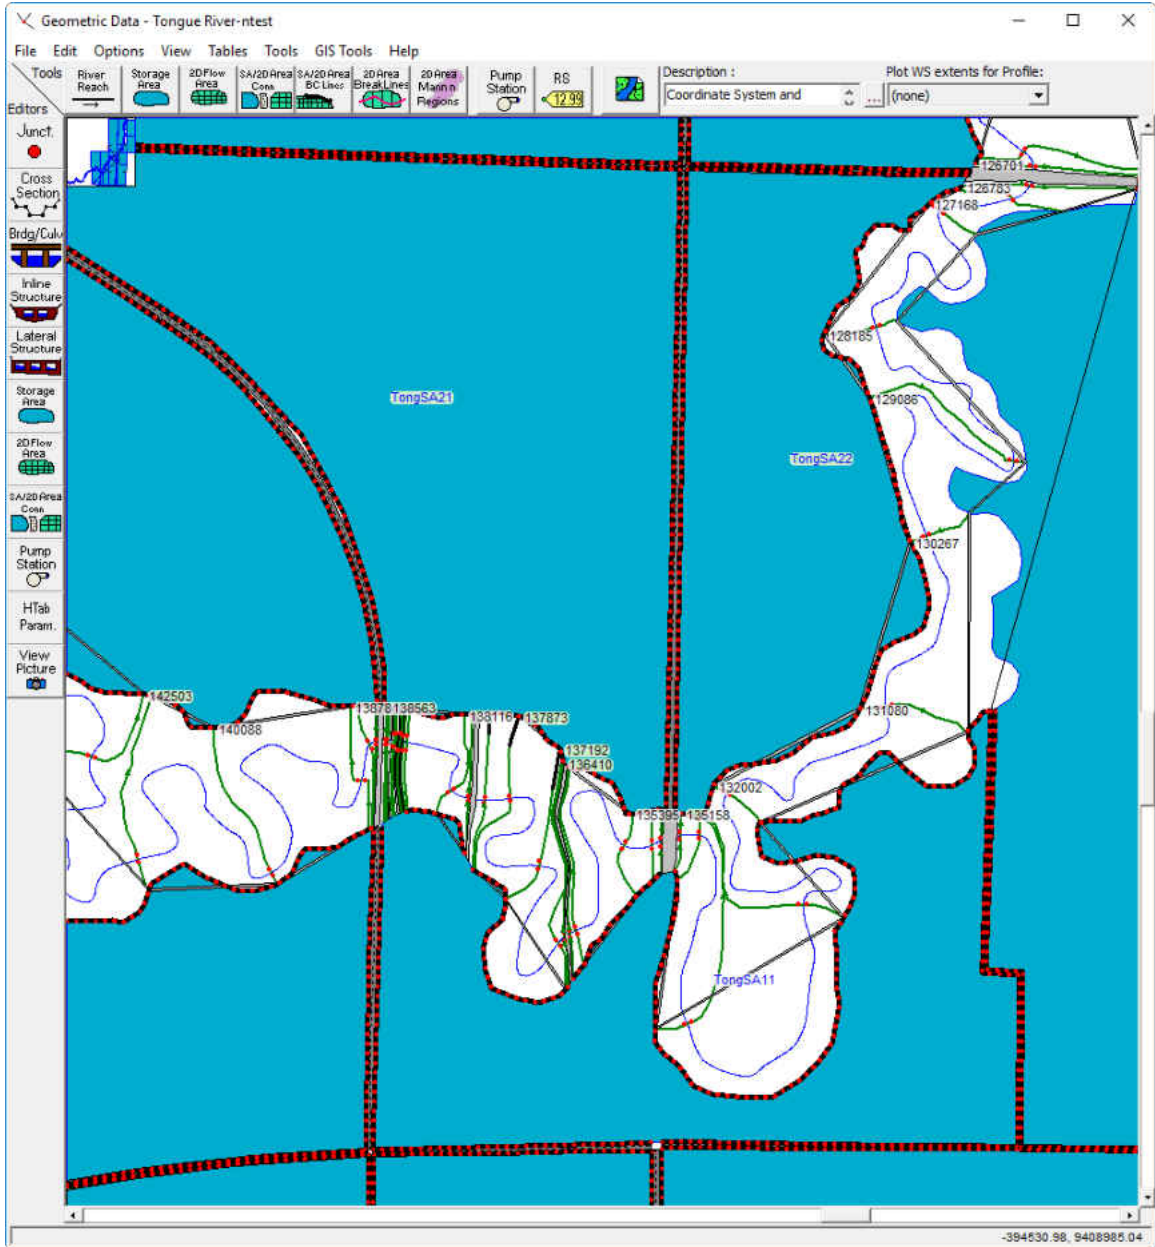 Geometric Data - Tongue River-ntest
File Edit Options View Tables Tools GIS Tools Help
Tools
Editors
River
Reach
Storage
Area
2D Flow
Area
SA/2D Area
Conn
SA/2D Area
BC Lines
2D Area
BreakLines
2D Area
Mann n
Regions
Pump
Station
RS
12.99
Description :
Coordinate System and
...
Plot WS extents for Profile:
(none)
Junct.
Cross
Section
Brdg/Culv
Inline
Structure
Lateral
Structure
Storage
Area
2D Flow
Area
SA/2D Area
Conn
Pump
Station
HTab
Param.
View
Picture
126701
126783
127168
128185
TongSA21
129086
TongSA22
130267
142503
13878
138563
138116
137873
131080
140088
137192
136410
132002
135395
135158
TongSA11
-394530.98, 9408985.04